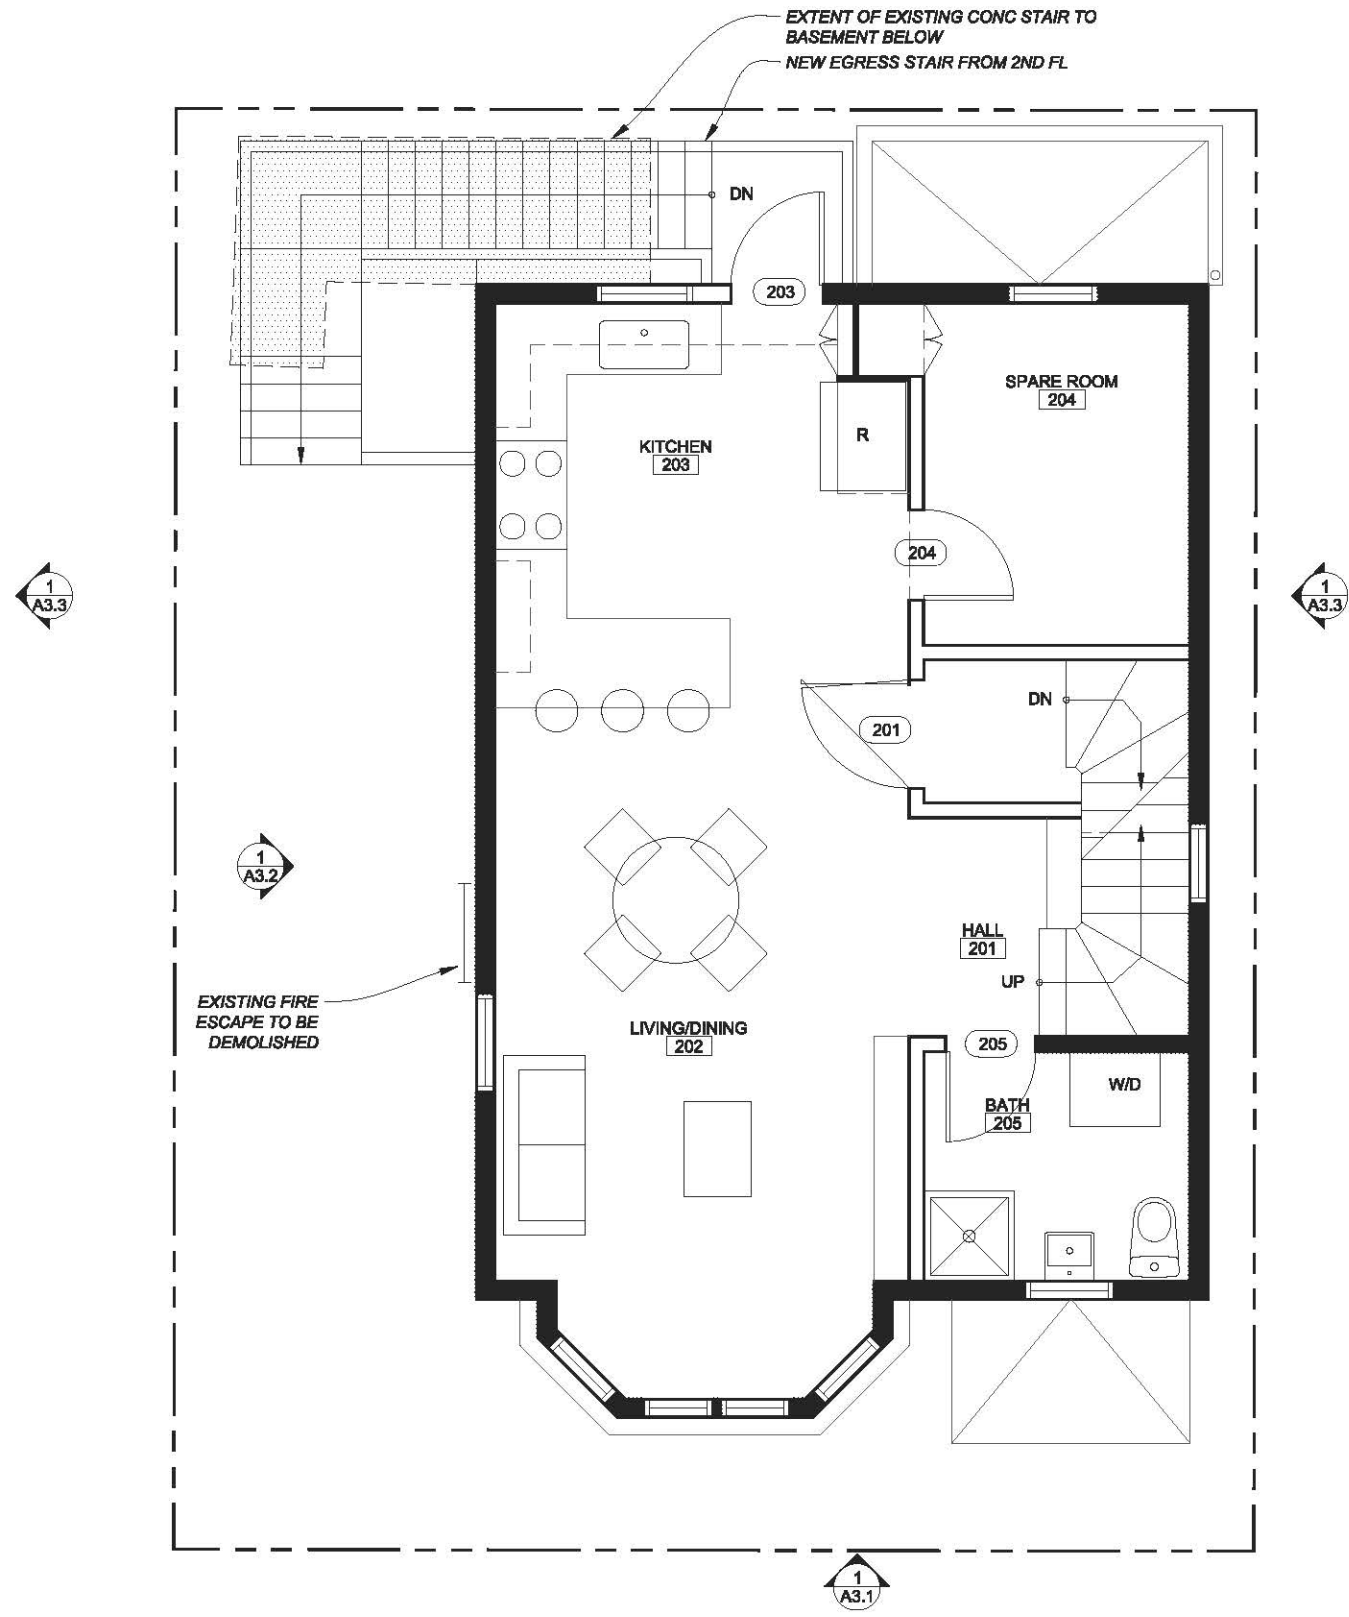 EXTENT OF EXISTING CONC STAIR TO
BASEMENT BELOW
NEW EGRESS STAIR FROM 2ND FL
DN
203
SPARE ROOM
204
R
KITCHEN
203
204
1
A3.3
1
A3.3
DN
201
1
A3.2
HALL
201
UP
EXISTING FIRE
ESCAPE TO BE
DEMOLISHED
LIVING/DINING
202
205
W/D
BATH
205
1
A3.1